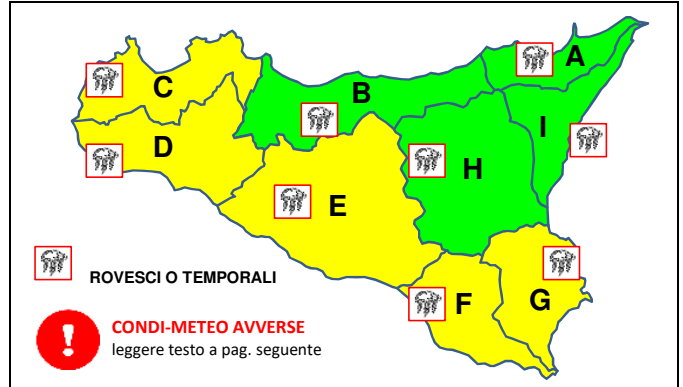 A
C
B
I
D
H
E
F
G
ROVESCI O TEMPORALI
CONDI-METEO AVVERSE
leggere testo a pag. seguente